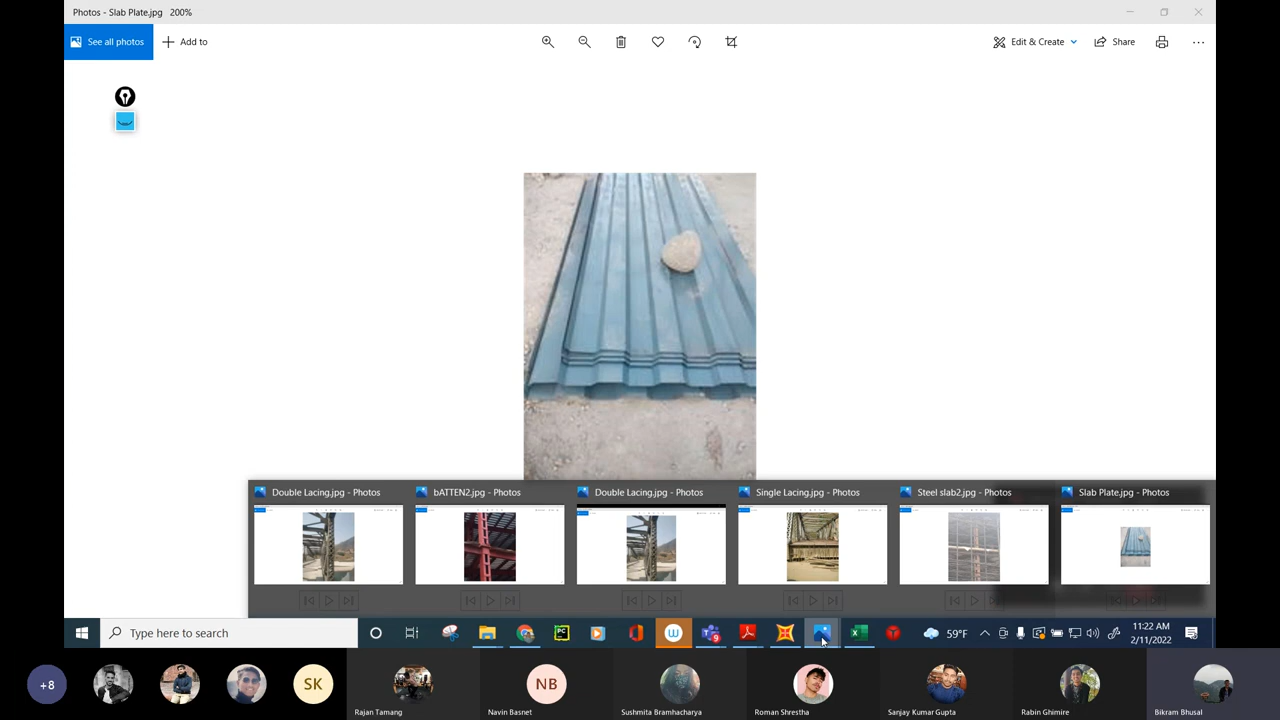 Photos - Slab Plate.jpg 200%
See all photos
Add to
Edit & Create
Share
Double Lacing.jpg - Photos
bATTEN2.jpg - Photos
Double Lacing.jpg - Photos
Single Lacing.jpg - Photos
Steel slab2.jpg - Photos
Slab Plate.jpg - Photos
Type here to search
PC
W
9
59°F
11:22 AM
2/11/2022
+8
SK
NB
Rajan Tamang
Navin Basnet
Sushmita Bramhacharya
Roman Shrestha
Sanjay Kumar Gupta
Rabin Ghimire
Bikram Bhusal